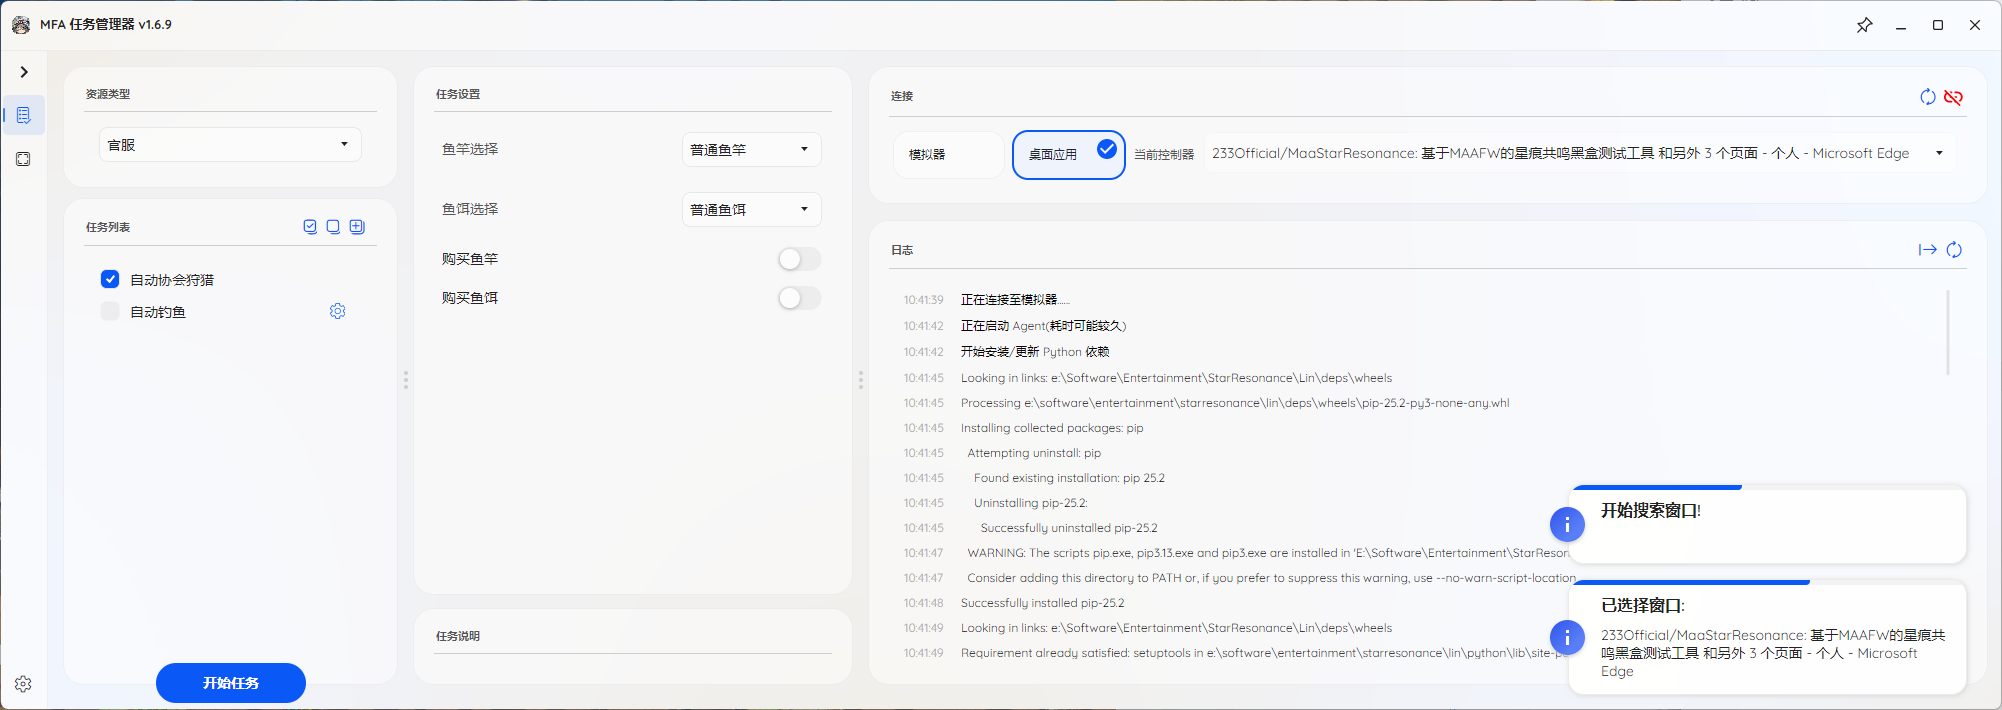 MFA 任务管理器 v1.6.9
资源类型
官服
任务列表
自动协会狩猎
自动钓鱼
开始任务
任务设置
鱼竿选择
普通鱼竿
鱼饵选择
普通鱼饵
购买鱼竿
购买鱼饵
任务说明
连接
模拟器
桌面应用
当前控制器
233Official/MaaStarResonance: 基于MAAFW的星痕共鸣黑盒测试工具 和另外 3 个页面 - 个人 - Microsoft Edge
日志
10:41:39 正在连接至模拟器......
10:41:42 正在启动 Agent(耗时可能较久)
10:41:42 开始安装/更新 Python 依赖
10:41:45 Looking in links: e:\Software\Entertainment\StarResonance\Lin\deps\wheels
10:41:45 Processing e:\software\entertainment\starresonance\lin\deps\wheels\pip-25.2-py3-none-any.whl
10:41:45 Installing collected packages: pip
10:41:45 Attempting uninstall: pip
10:41:45 Found existing installation: pip 25.2
10:41:45 Uninstalling pip-25.2:
10:41:45 Successfully uninstalled pip-25.2
10:41:47 WARNING: The scripts pip.exe, pip3.13.exe and pip3.exe are installed in 'E:\Software\Entertainment\StarReson
10:41:47 Consider adding this directory to PATH or, if you prefer to suppress this warning, use --no-warn-script-location
10:41:48 Successfully installed pip-25.2
10:41:49 Looking in links: e:\Software\Entertainment\StarResonance\Lin\deps\wheels
10:41:49 Requirement already satisfied: setuptools in e:\software\entertainment\starresonance\lin\python\lib\site-p
开始搜索窗口!
已选择窗口:
233Official/MaaStarResonance: 基于MAAFW的星痕共
鸣黑盒测试工具 和另外 3 个页面 - 个人 - Microsoft
Edge